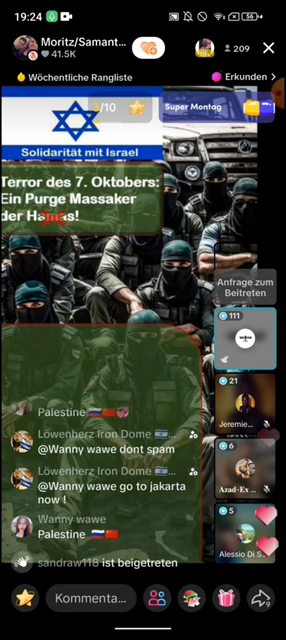 19:24
56
Moritz/Samant...
41.5K
209
Wöchentliche Rangliste
Erkunden >
/10
Super Montag
Solidarität mit Israel
Terror des 7. Oktobers:
Ein Purge Massaker
der Hamas!
Anfrage zum
Beitreten
111
21
Jeremie...
6
Azad-Ex ...
5
Alessio Di S...
Palestine 🇷🇺🇨🇳💞
Löwenherz Iron Dome 🇮🇱...
@Wanny wawe dont spam
Löwenherz Iron Dome 🇮🇱...
@Wanny wawe go to jakarta
now !
Wanny wawe
Palestine 🇷🇺🇨🇳
sandraw118 ist beigetreten
Kommenta...
9